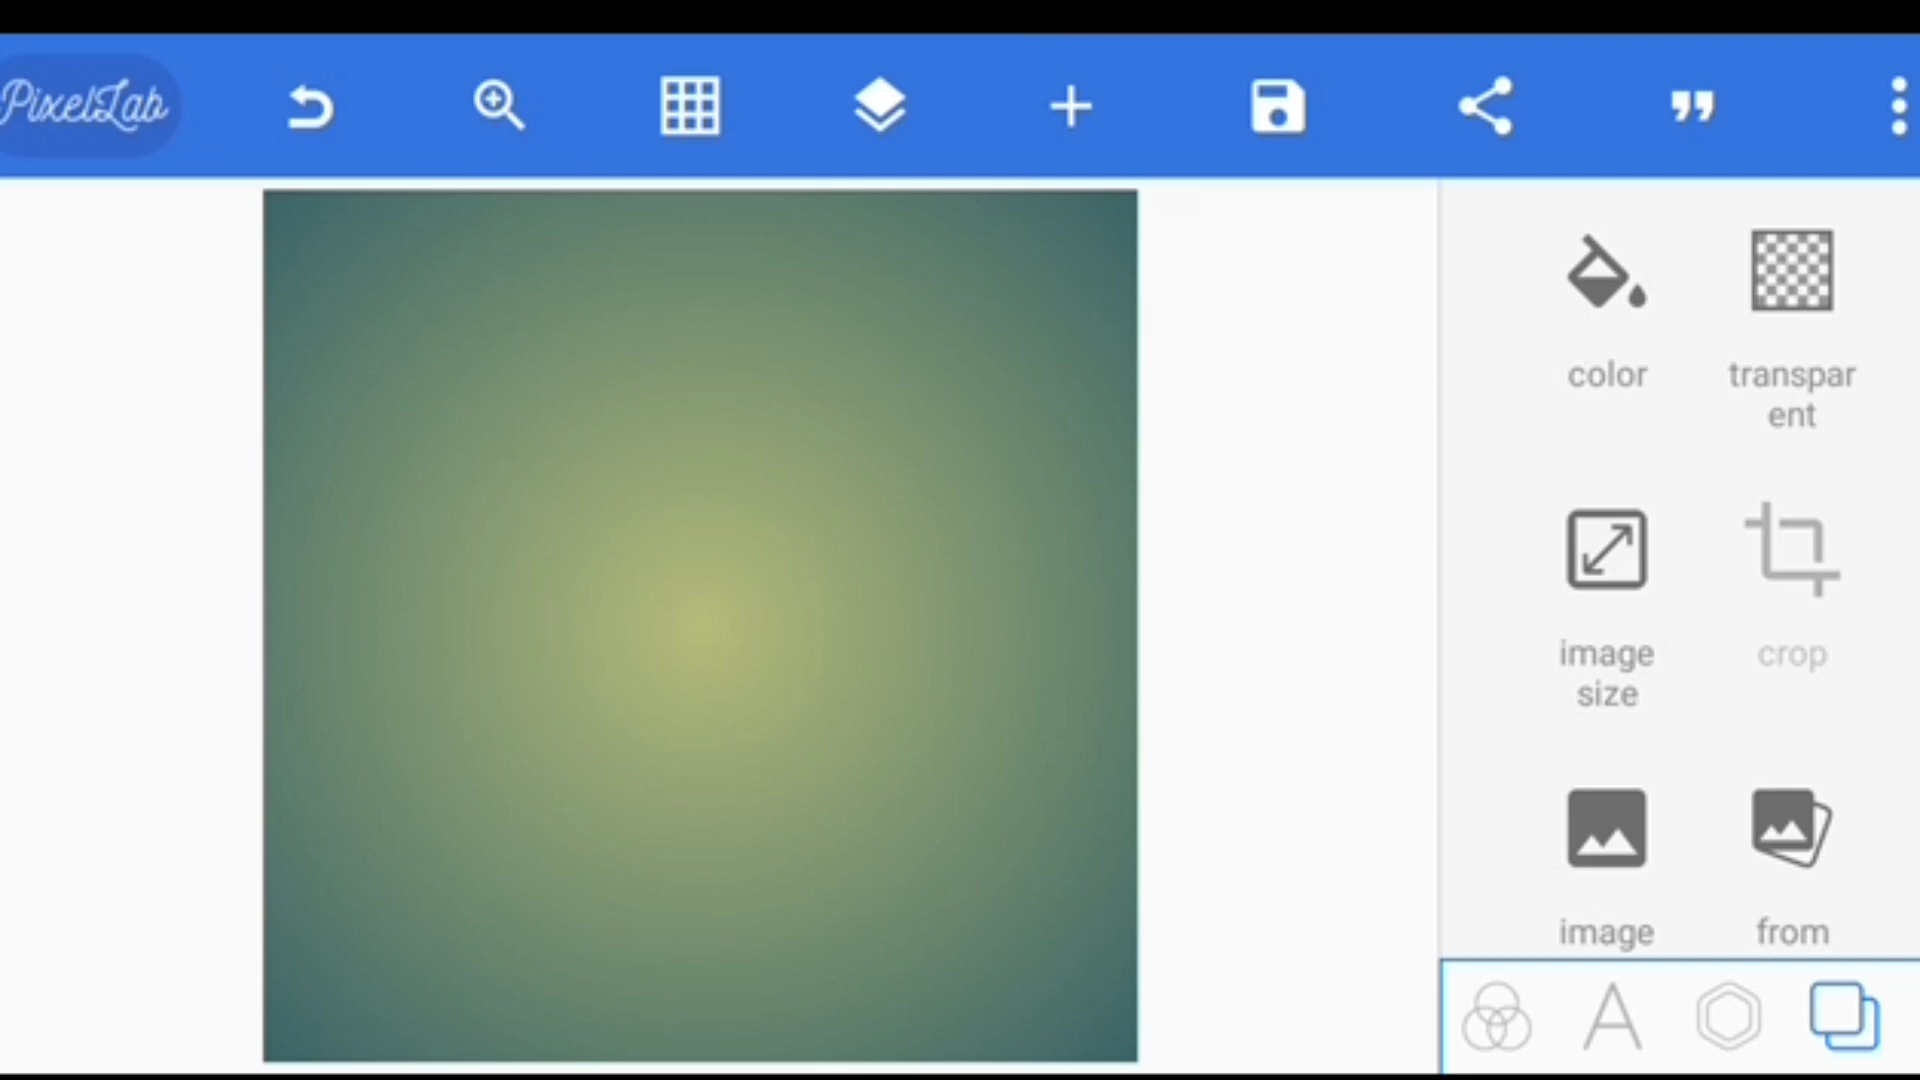 PixelLab
color
transpar
ent
image
size
crop
image
from